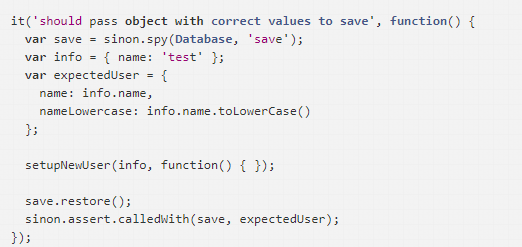 it('should pass object with correct values to save', function() {
  var save = sinon.spy(Database, 'save');
  var info = { name: 'test' };
  var expectedUser = {
    name: info.name,
    nameLowercase: info.name.toLowerCase()
  };

  setupNewUser(info, function() { });

  save.restore();
  sinon.assert.calledWith(save, expectedUser);
});